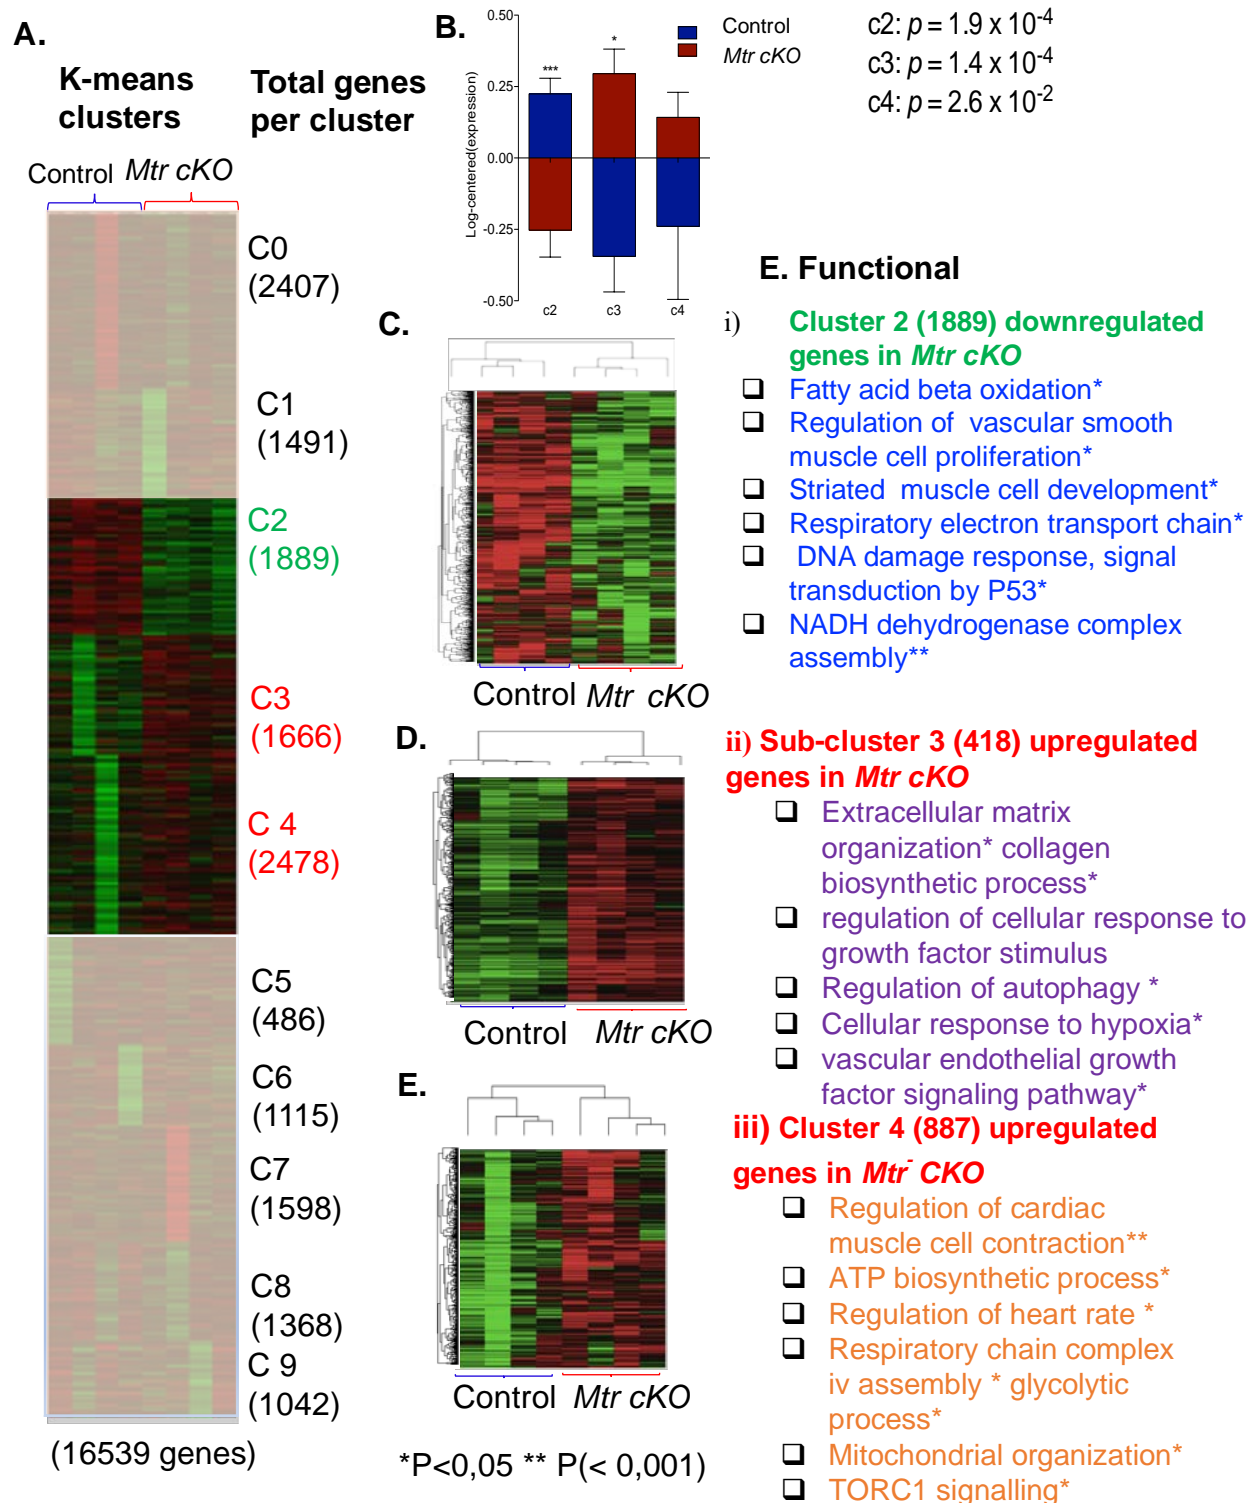 A.
K-means
clusters
Total genes
per cluster
Control Mtr cKO
C0
(2407)
C1
(1491)
C2
(1889)
C3
(1666)
C 4
(2478)
C5
(486)
C6
(1115)
C7
(1598)
C8
(1368)
C 9
(1042)
(16539 genes)
B.
Log-centered(expression)
0.50
0.25
0.00
-0.25
-0.50
***
*
c2
c3
c4
Control
Mtr cKO
c2: p = 1.9 x 10-4
c3: p = 1.4 x 10-4
c4: p = 2.6 x 10-2
C.
Control Mtr cKO
D.
Control Mtr cKO
E.
Control Mtr cKO
*P<0,05 ** P(< 0,001)
E. Functional
i) Cluster 2 (1889) downregulated
genes in Mtr cKO
❑ Fatty acid beta oxidation*
❑ Regulation of vascular smooth
muscle cell proliferation*
❑ Striated muscle cell development*
❑ Respiratory electron transport chain*
❑ DNA damage response, signal
transduction by P53*
❑ NADH dehydrogenase complex
assembly**
ii) Sub-cluster 3 (418) upregulated
genes in Mtr cKO
❑ Extracellular matrix
organization* collagen
biosynthetic process*
❑ regulation of cellular response to
growth factor stimulus
❑ Regulation of autophagy *
❑ Cellular response to hypoxia*
❑ vascular endothelial growth
factor signaling pathway*
iii) Cluster 4 (887) upregulated
genes in Mtr- CKO
❑ Regulation of cardiac
muscle cell contraction**
❑ ATP biosynthetic process*
❑ Regulation of heart rate *
❑ Respiratory chain complex
iv assembly * glycolytic
process*
❑ Mitochondrial organization*
❑ TORC1 signalling*